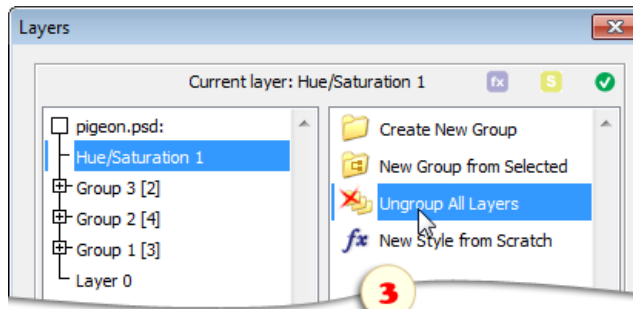 Layers
Current layer: Hue/Saturation 1
fx
S
pigeon.psd:
Hue/Saturation 1
Group 3 [2]
Group 2 [4]
Group 1 [3]
Layer 0
Create New Group
New Group from Selected
Ungroup All Layers
fx New Style from Scratch
3